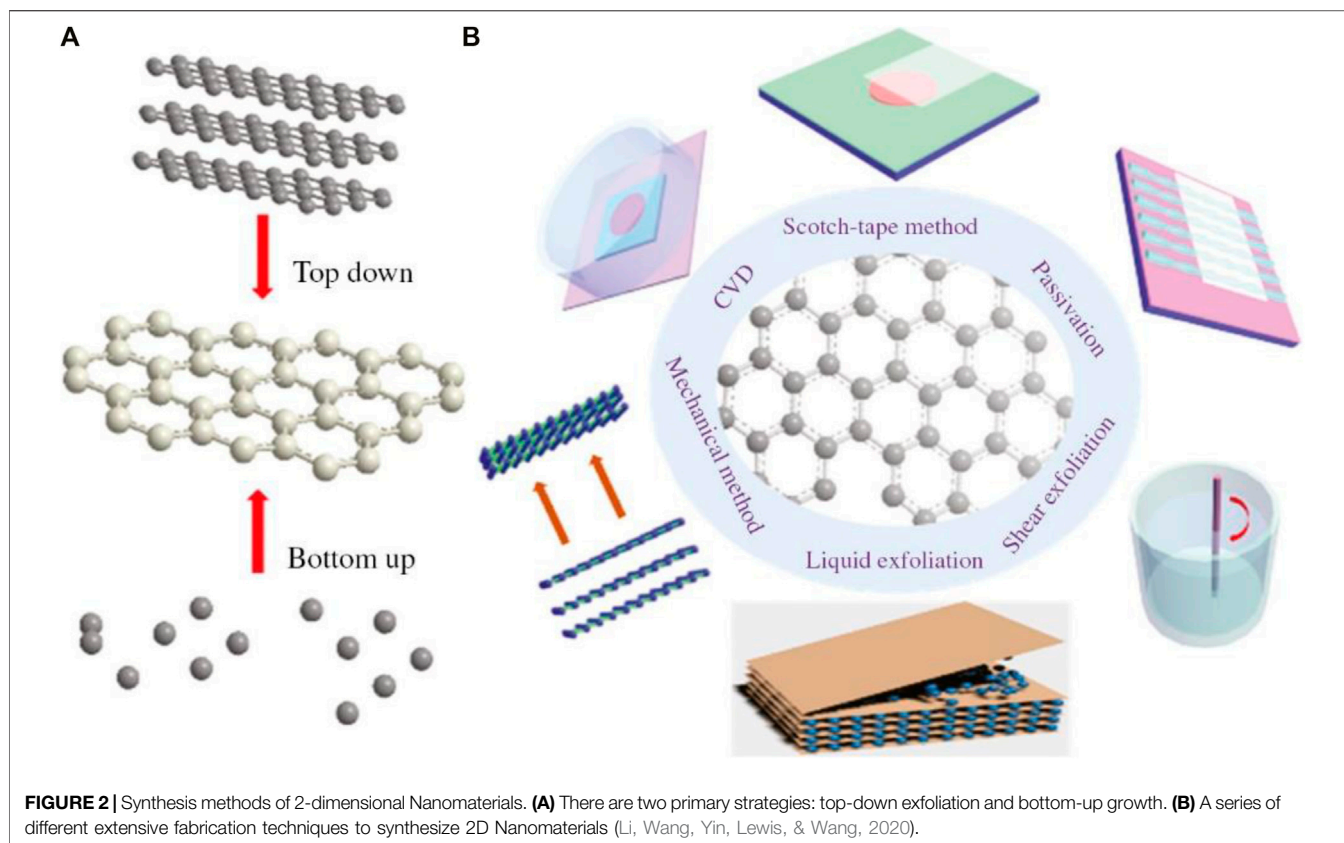 A
B
Top down
Bottom up
Scotch-tape method
CVD
Passivation
Mechanical method
Shear exfoliation
Liquid exfoliation
FIGURE 2 | Synthesis methods of 2-dimensional Nanomaterials. (A) There are two primary strategies: top-down exfoliation and bottom-up growth. (B) A series of
different extensive fabrication techniques to synthesize 2D Nanomaterials (Li, Wang, Yin, Lewis, & Wang, 2020).